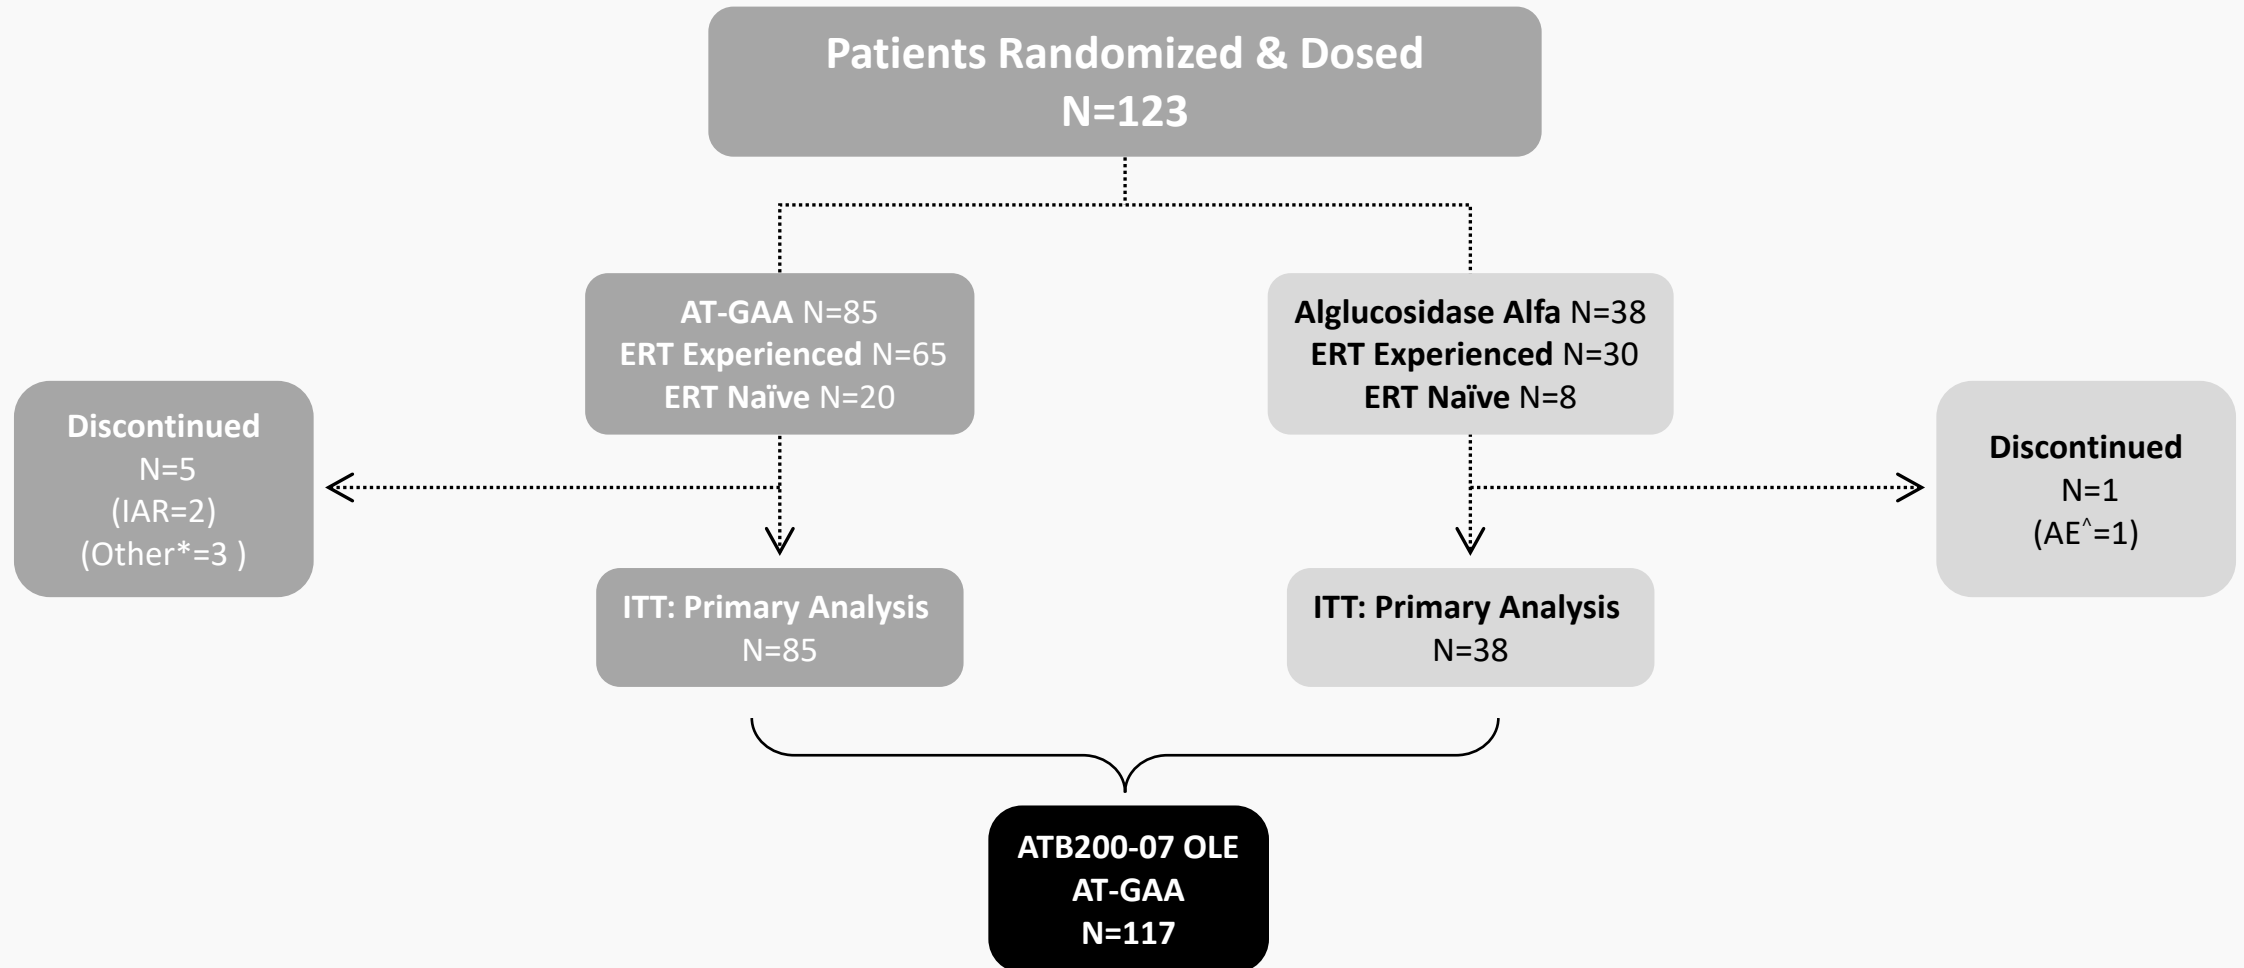 Patients Randomized & Dosed
N=123
AT-GAA N=85
ERT Experienced N=65
ERT Naïve N=20
Alglucosidase Alfa N=38
ERT Experienced N=30
ERT Naïve N=8
Discontinued
N=5
(IAR=2)
(Other*=3 )
Discontinued
N=1
(AE^=1)
ITT: Primary Analysis
N=85
ITT: Primary Analysis
N=38
ATB200-07 OLE
AT-GAA
N=117